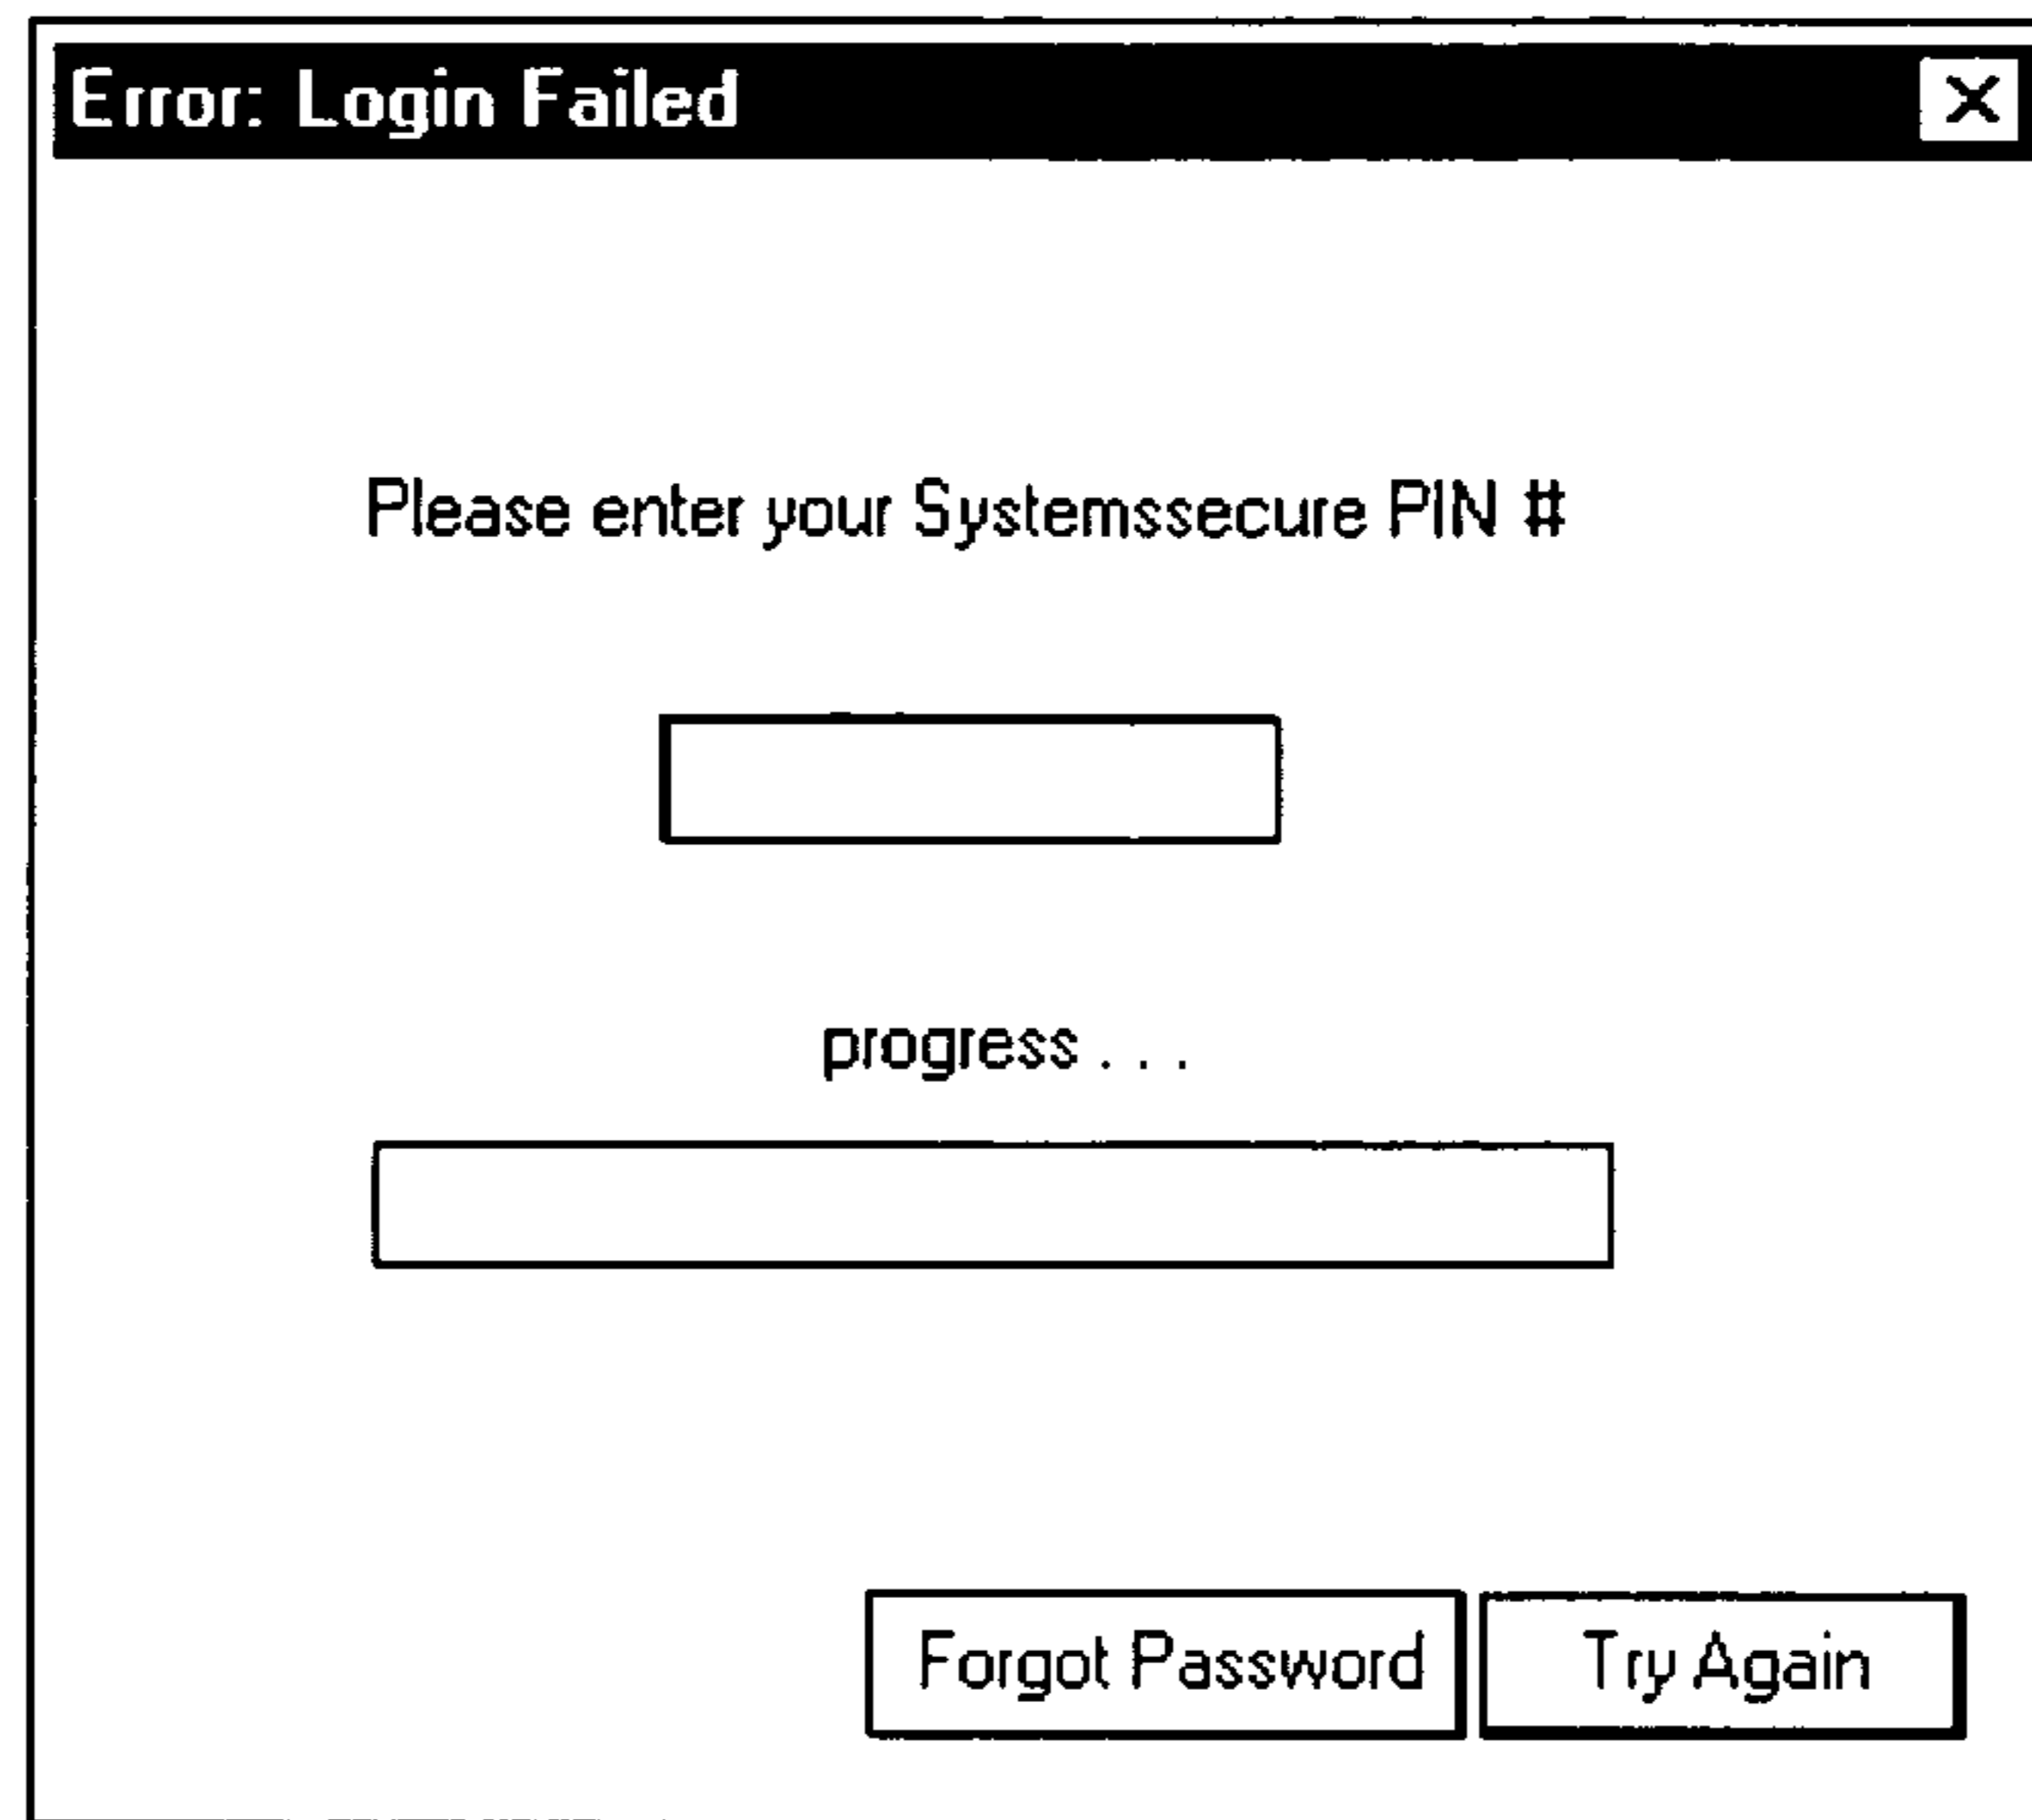 Error: Login Failed
Please enter your Systemssecure PIN #
progress . . .
Forgot Password
Try Again